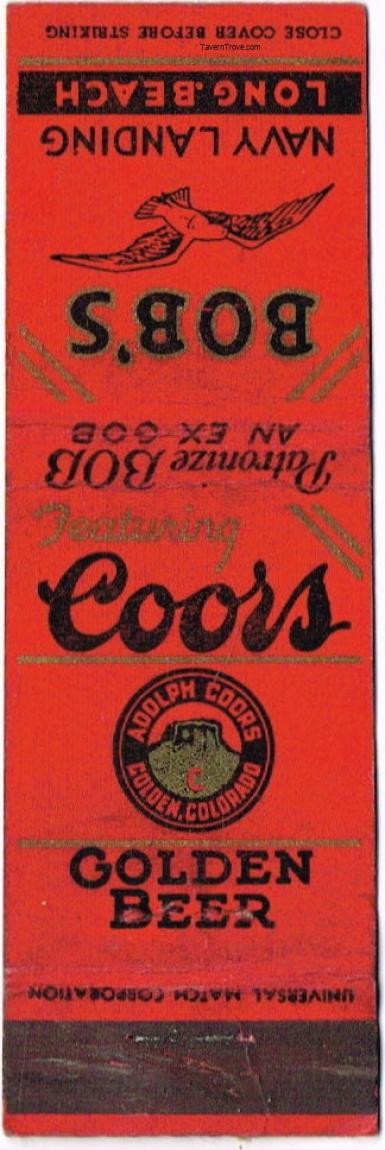 CLOSE COVER BEFORE STRIKING
TavernTrove.com
LONG BEACH
NAVY LANDING
BOB'S
AN EX GOB
Patronize BOB
Featuring
Coors
ADOLPH COORS
C
GOLDEN, COLORADO
GOLDEN
BEER
UNIVERSAL MATCH CORPORATION